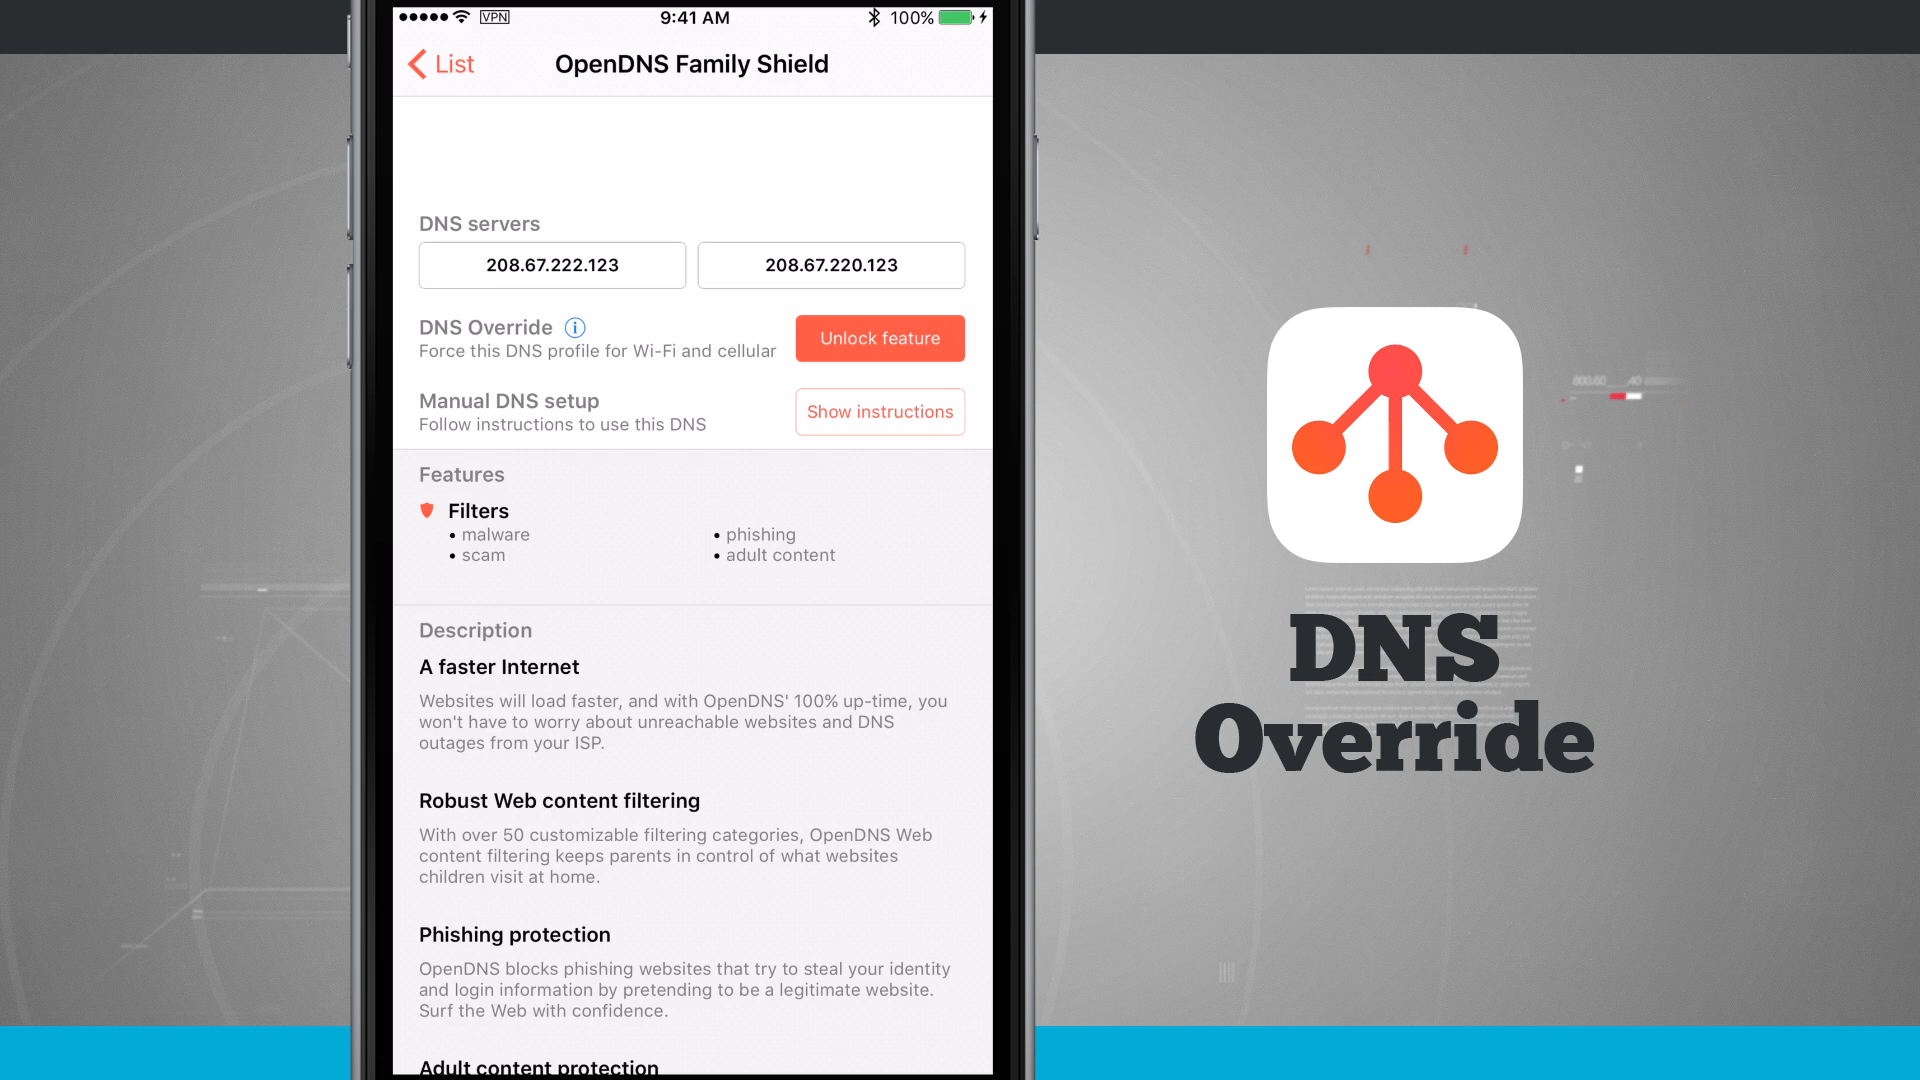 VPN
9:41 AM
100%
List
OpenDNS Family Shield
DNS servers
208.67.222.123
208.67.220.123
DNS Override
Force this DNS profile for Wi-Fi and cellular
Unlock feature
Manual DNS setup
Follow instructions to use this DNS
Show instructions
Features
Filters
• malware
• phishing
• scam
• adult content
Description
A faster Internet
Websites will load faster, and with OpenDNS' 100% up-time, you
won't have to worry about unreachable websites and DNS
outages from your ISP.
Robust Web content filtering
With over 50 customizable filtering categories, OpenDNS Web
content filtering keeps parents in control of what websites
children visit at home.
Phishing protection
OpenDNS blocks phishing websites that try to steal your identity
and login information by pretending to be a legitimate website.
Surf the Web with confidence.
Adult content protection
DNS
Override